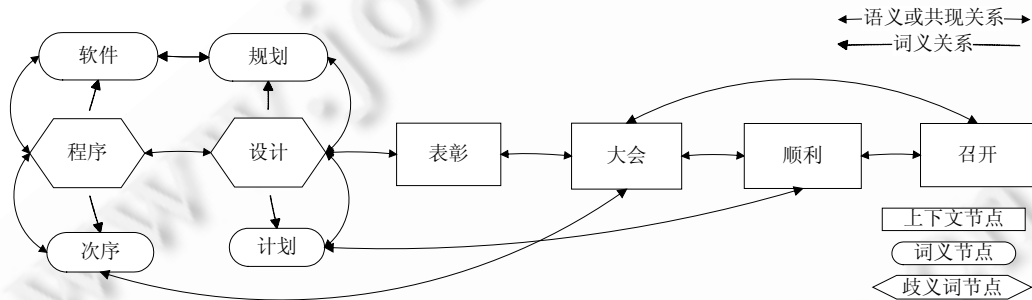 语义或共现关系
词义关系
软件
规划
程序
设计
表彰
大会
顺利
召开
次序
计划
上下文节点
词义节点
歧义词节点
www.jo